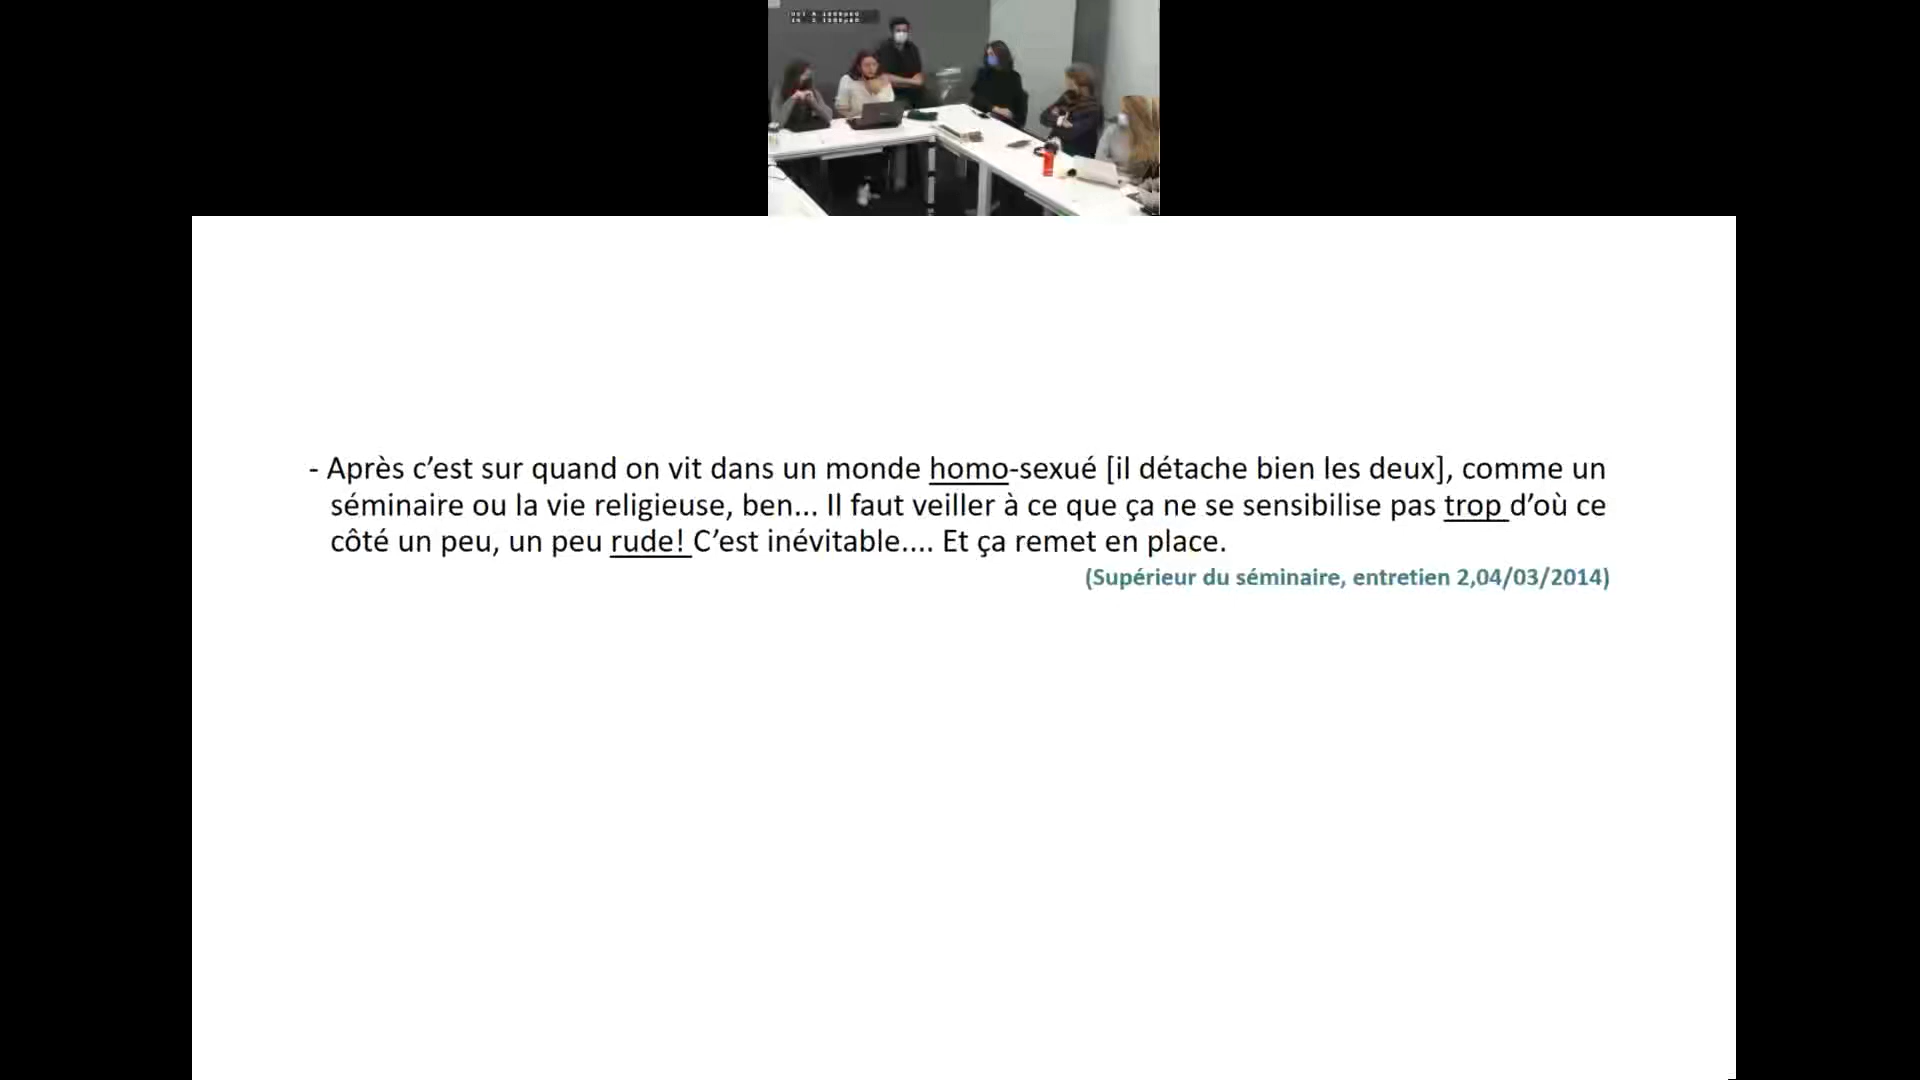 - Après c’est sur quand on vit dans un monde homo-sexué [il détache bien les deux], comme un
séminaire ou la vie religieuse, ben... Il faut veiller à ce que ça ne se sensibilise pas trop d’où ce
côté un peu, un peu rude! C’est inévitable.... Et ça remet en place.
(Supérieur du séminaire, entretien 2,04/03/2014)